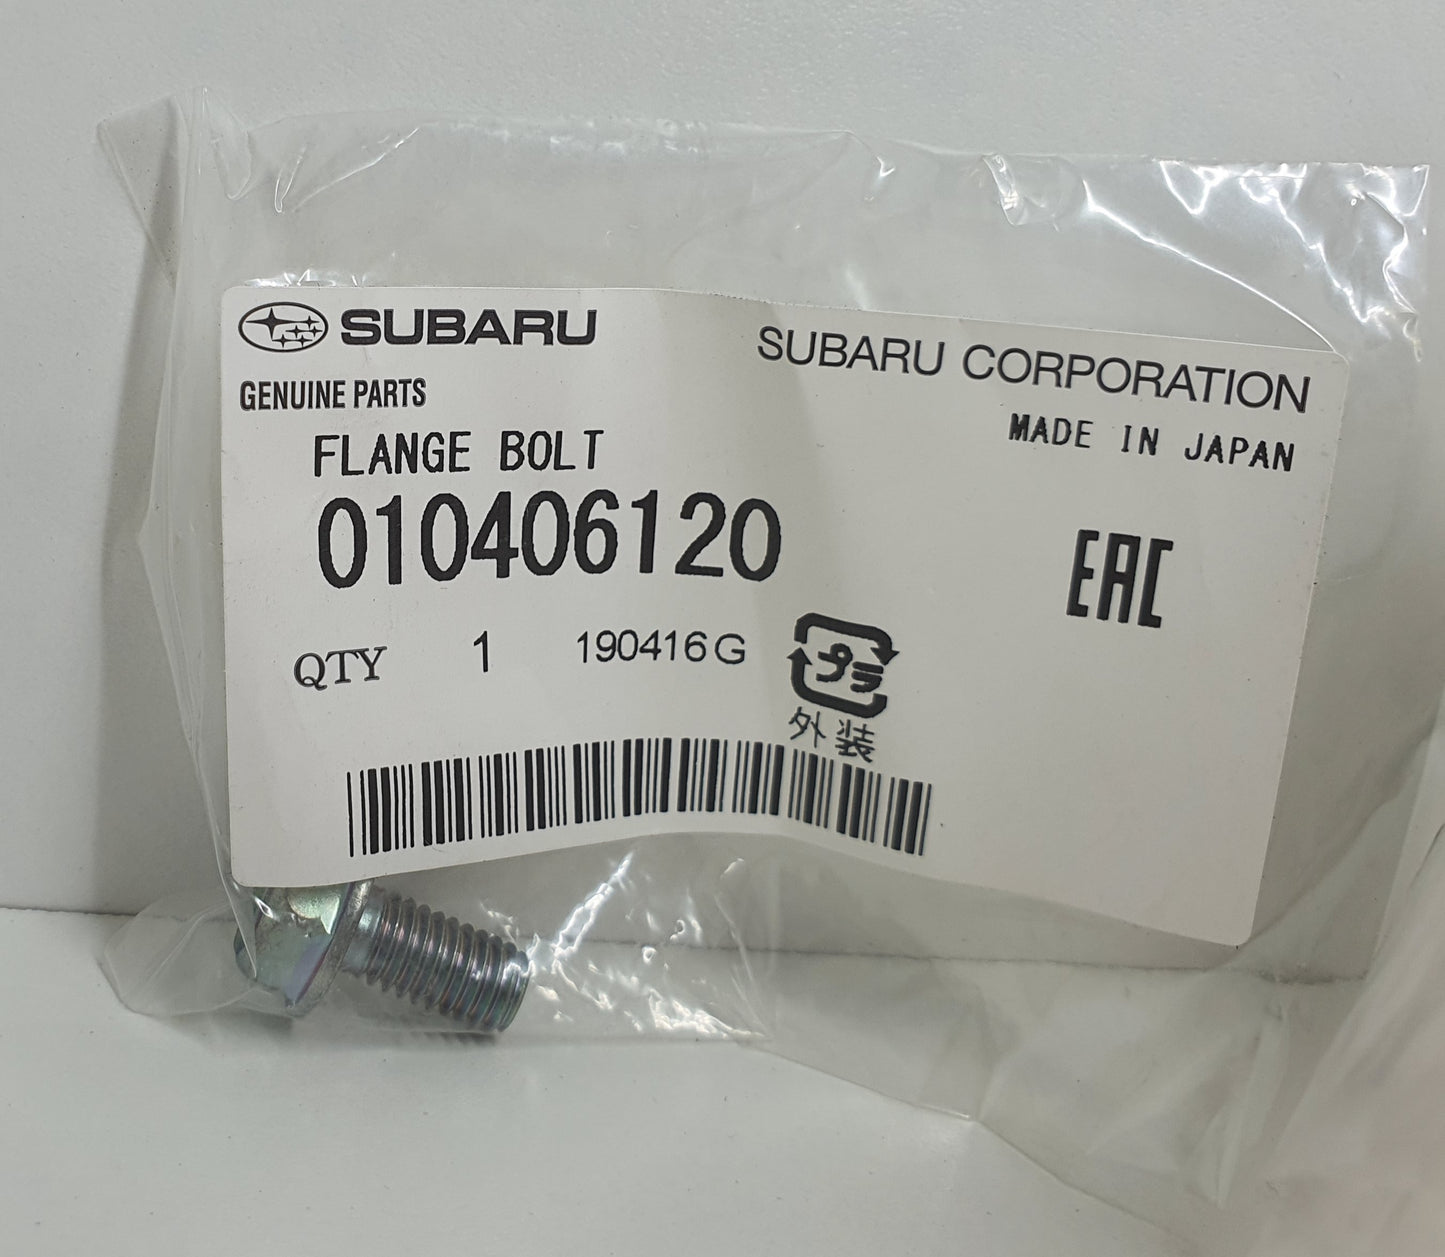 SUBARU
SUBARU CORPORATION
GENUINE PARTS
MADE IN JAPAN
FLANGE BOLT
010406120
EAC
QTY 1 190416G
プラ
外装